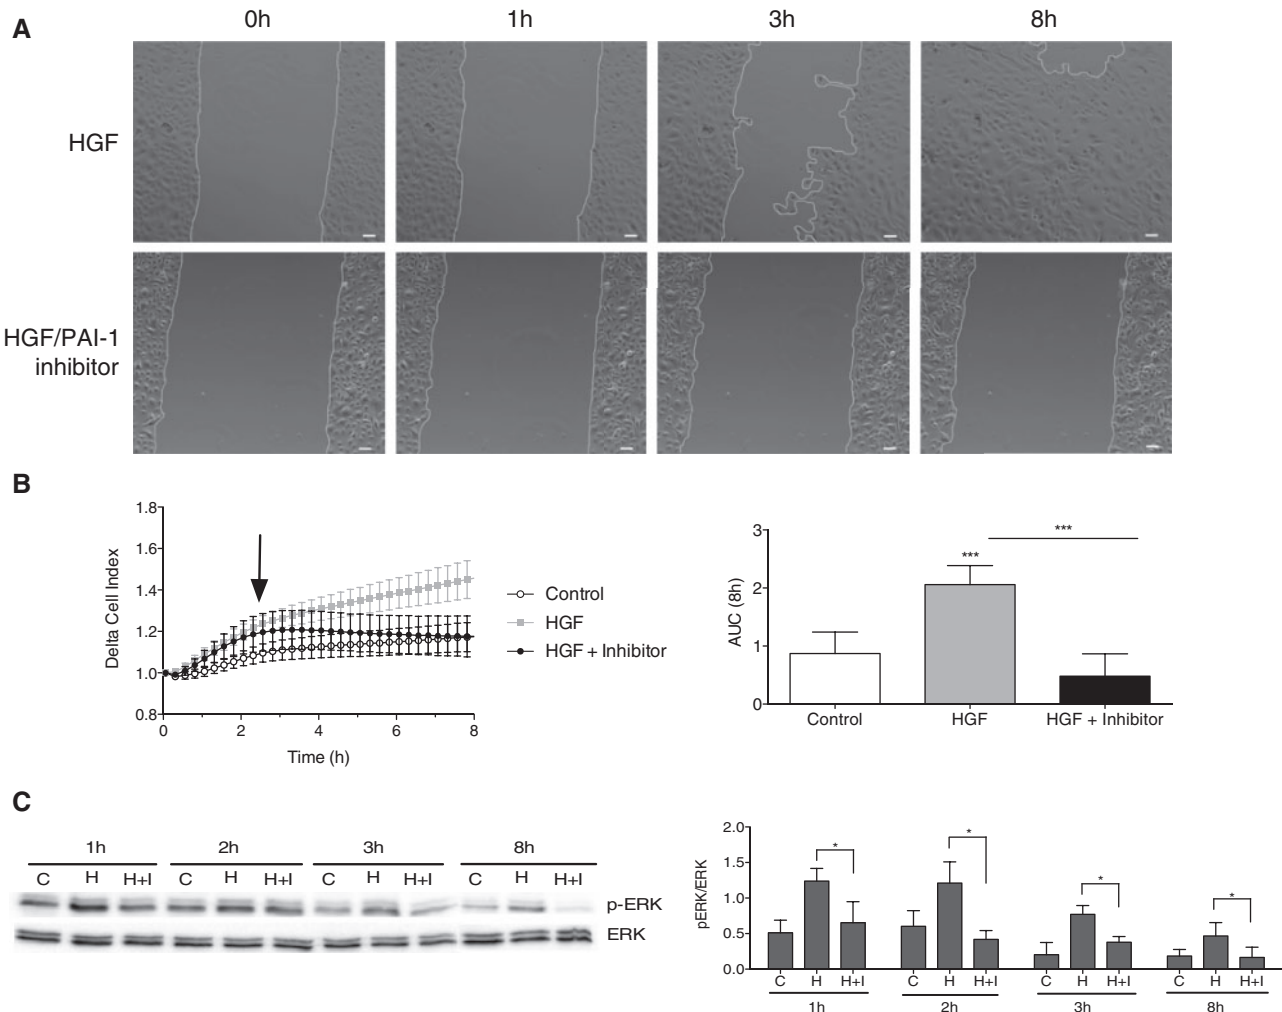 A
0h 1h 3h 8h
HGF
HGF/PAI-1
inhibitor
B
1.8
1.6
1.4
1.2
1.0
0.8
Delta Cell Index
0 2 4 6 8
Time (h)
Control
HGF
HGF + Inhibitor
3
2
1
0
AUC (8h)
***
***
Control HGF HGF + Inhibitor
C
1h 2h 3h 8h
C H H+I C H H+I C H H+I C H H+I
p-ERK
ERK
2.0
1.5
1.0
0.5
0.0
pERK/ERK
* * * *
C H H+I C H H+I C H H+I C H H+I
1h 2h 3h 8h